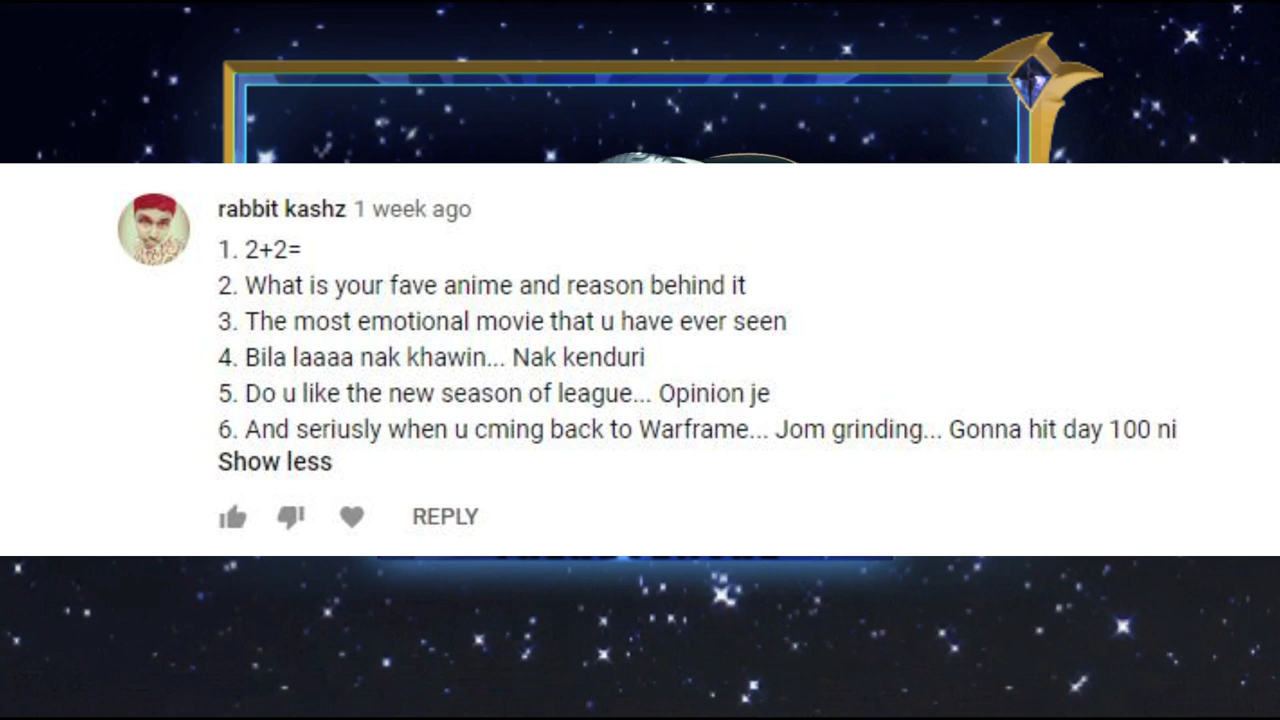 rabbit kashz 1 week ago
1. 2+2=
2. What is your fave anime and reason behind it
3. The most emotional movie that u have ever seen
4. Bila laaaa nak khawin... Nak kenduri
5. Do u like the new season of league... Opinion je
6. And seriusly when u cming back to Warframe... Jom grinding... Gonna hit day 100 ni
Show less
REPLY